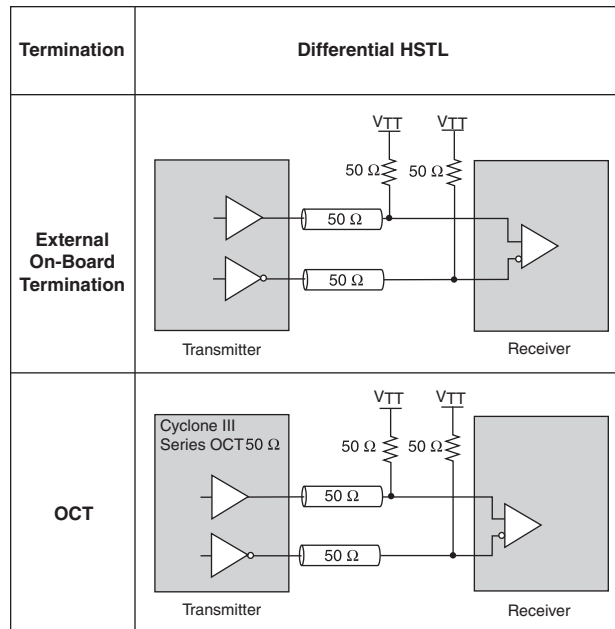 Termination
Differential HSTL
External
On-Board
Termination
VTT VTT
50 Ω 50 Ω
50 Ω
50 Ω
Transmitter
Receiver
OCT
Cyclone III
Series OCT 50 Ω
VTT VTT
50 Ω 50 Ω
50 Ω
50 Ω
Transmitter
Receiver